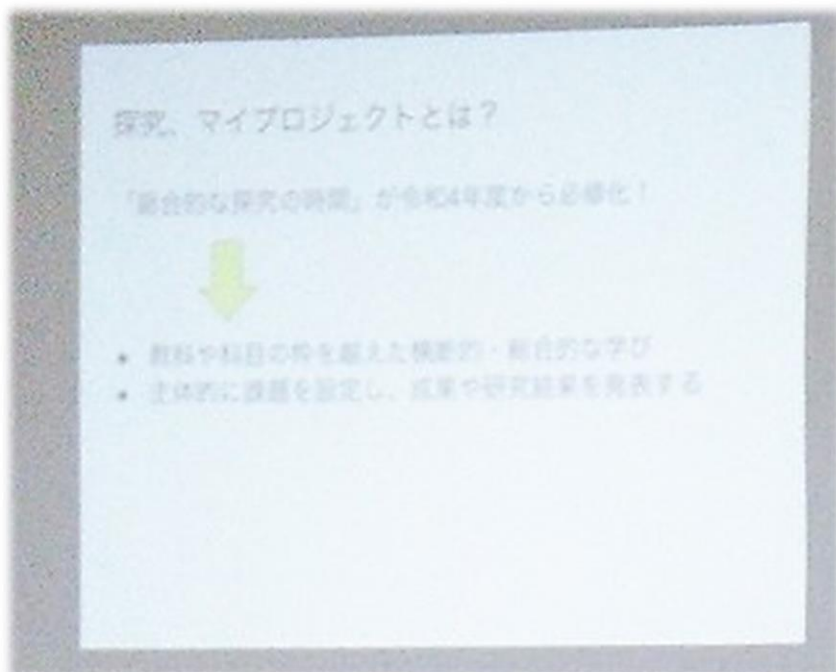 探究、マイプロジェクトとは？
「総合的な探究の時間」が令和4年度から必修化！
• 教科や科目の枠を超えた横断的・総合的な学び
• 主体的に課題を設定し、成果や研究結果を発表する